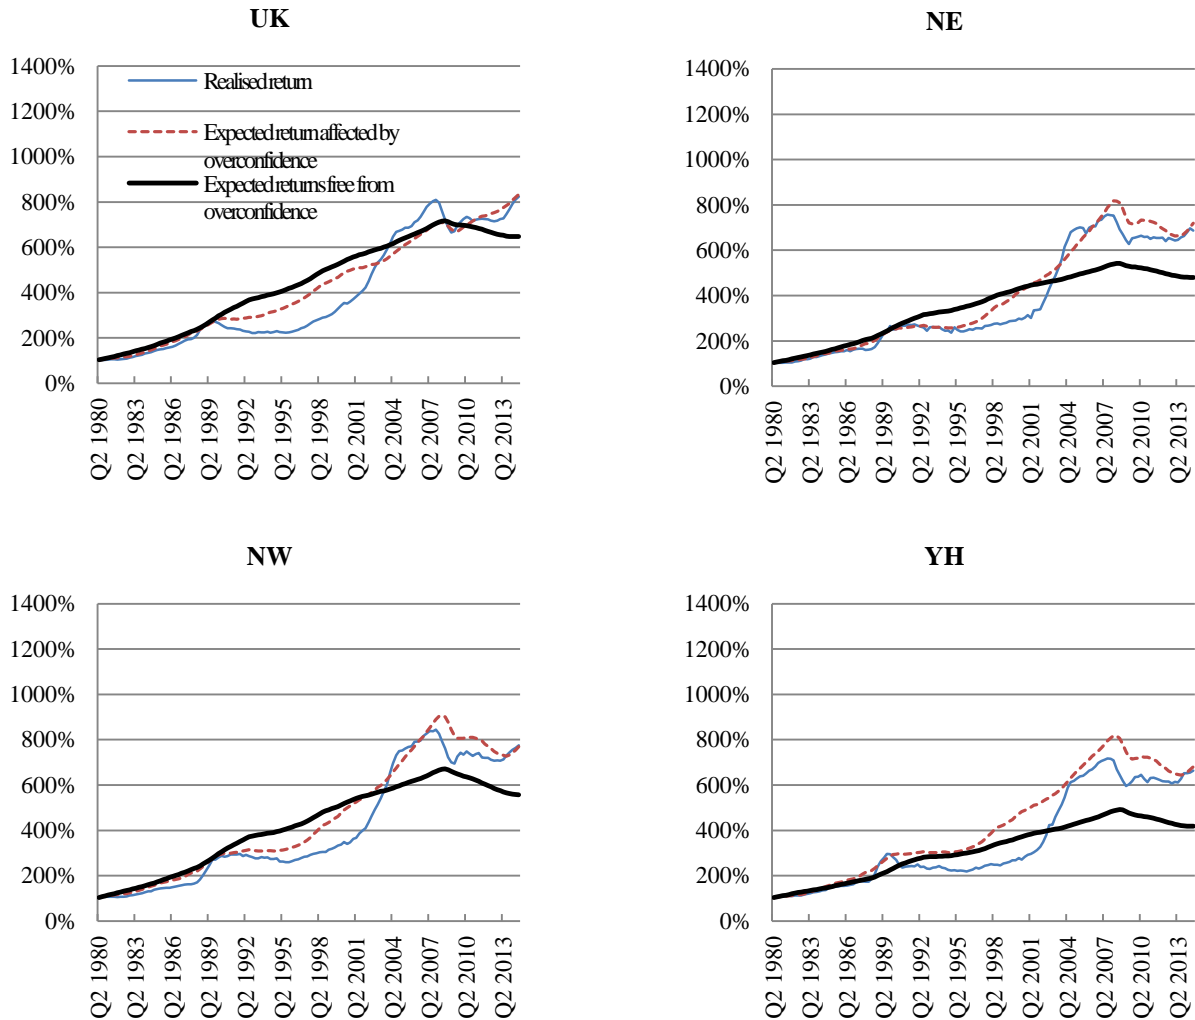 UK
1400%
1200%
1000%
800%
600%
400%
200%
0%
Realised return
Expected return affected by
overconfidence
Expected returns free from
overconfidence
Q2 1980
Q2 1983
Q2 1986
Q2 1989
Q2 1992
Q2 1995
Q2 1998
Q2 2001
Q2 2004
Q2 2007
Q2 2010
Q2 2013
NE
1400%
1200%
1000%
800%
600%
400%
200%
0%
Q2 1980
Q2 1983
Q2 1986
Q2 1989
Q2 1992
Q2 1995
Q2 1998
Q2 2001
Q2 2004
Q2 2007
Q2 2010
Q2 2013
NW
1400%
1200%
1000%
800%
600%
400%
200%
0%
Q2 1980
Q2 1983
Q2 1986
Q2 1989
Q2 1992
Q2 1995
Q2 1998
Q2 2001
Q2 2004
Q2 2007
Q2 2010
Q2 2013
YH
1400%
1200%
1000%
800%
600%
400%
200%
0%
Q2 1980
Q2 1983
Q2 1986
Q2 1989
Q2 1992
Q2 1995
Q2 1998
Q2 2001
Q2 2004
Q2 2007
Q2 2010
Q2 2013